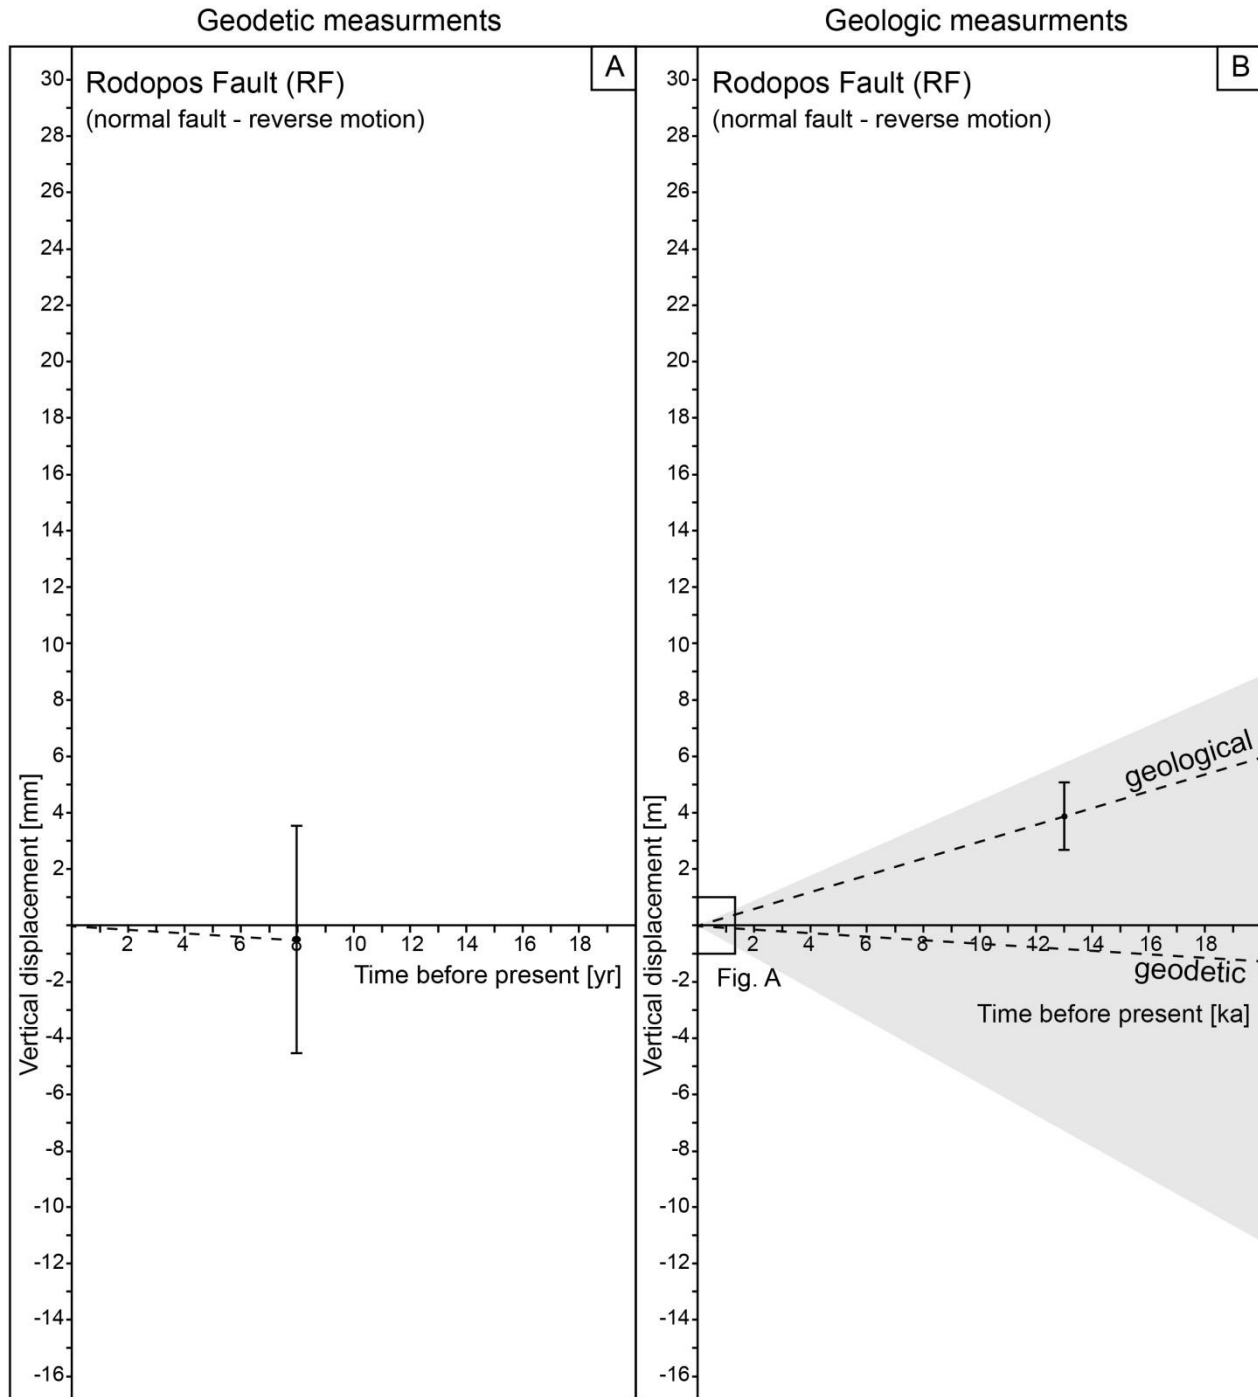 Geodetic measurments
Geologic measurments
A
Rodopos Fault (RF)
(normal fault - reverse motion)
30
28
26
24
22
20
18
16
14
12
10
8
6
4
2
-2
-4
-6
-8
-10
-12
-14
-16
Vertical displacement [mm]
2 4 6 8 10 12 14 16 18
Time before present [yr]
B
Rodopos Fault (RF)
(normal fault - reverse motion)
30
28
26
24
22
20
18
16
14
12
10
8
6
4
2
-2
-4
-6
-8
-10
-12
-14
-16
Vertical displacement [m]
geological
2 4 6 8 10 12 14 16 18
geodetic
Fig. A
Time before present [ka]